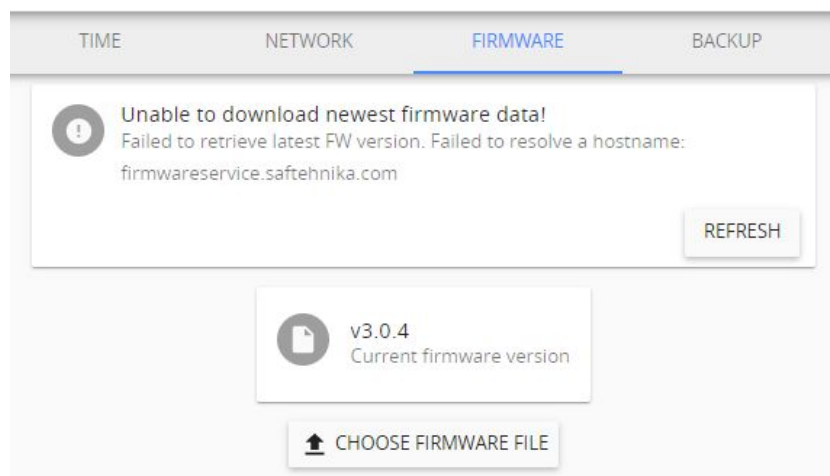 TIME NETWORK FIRMWARE BACKUP
Unable to download newest firmware data!
Failed to retrieve latest FW version. Failed to resolve a hostname:
firmwareservice.saftehnika.com
REFRESH
v3.0.4
Current firmware version
CHOOSE FIRMWARE FILE